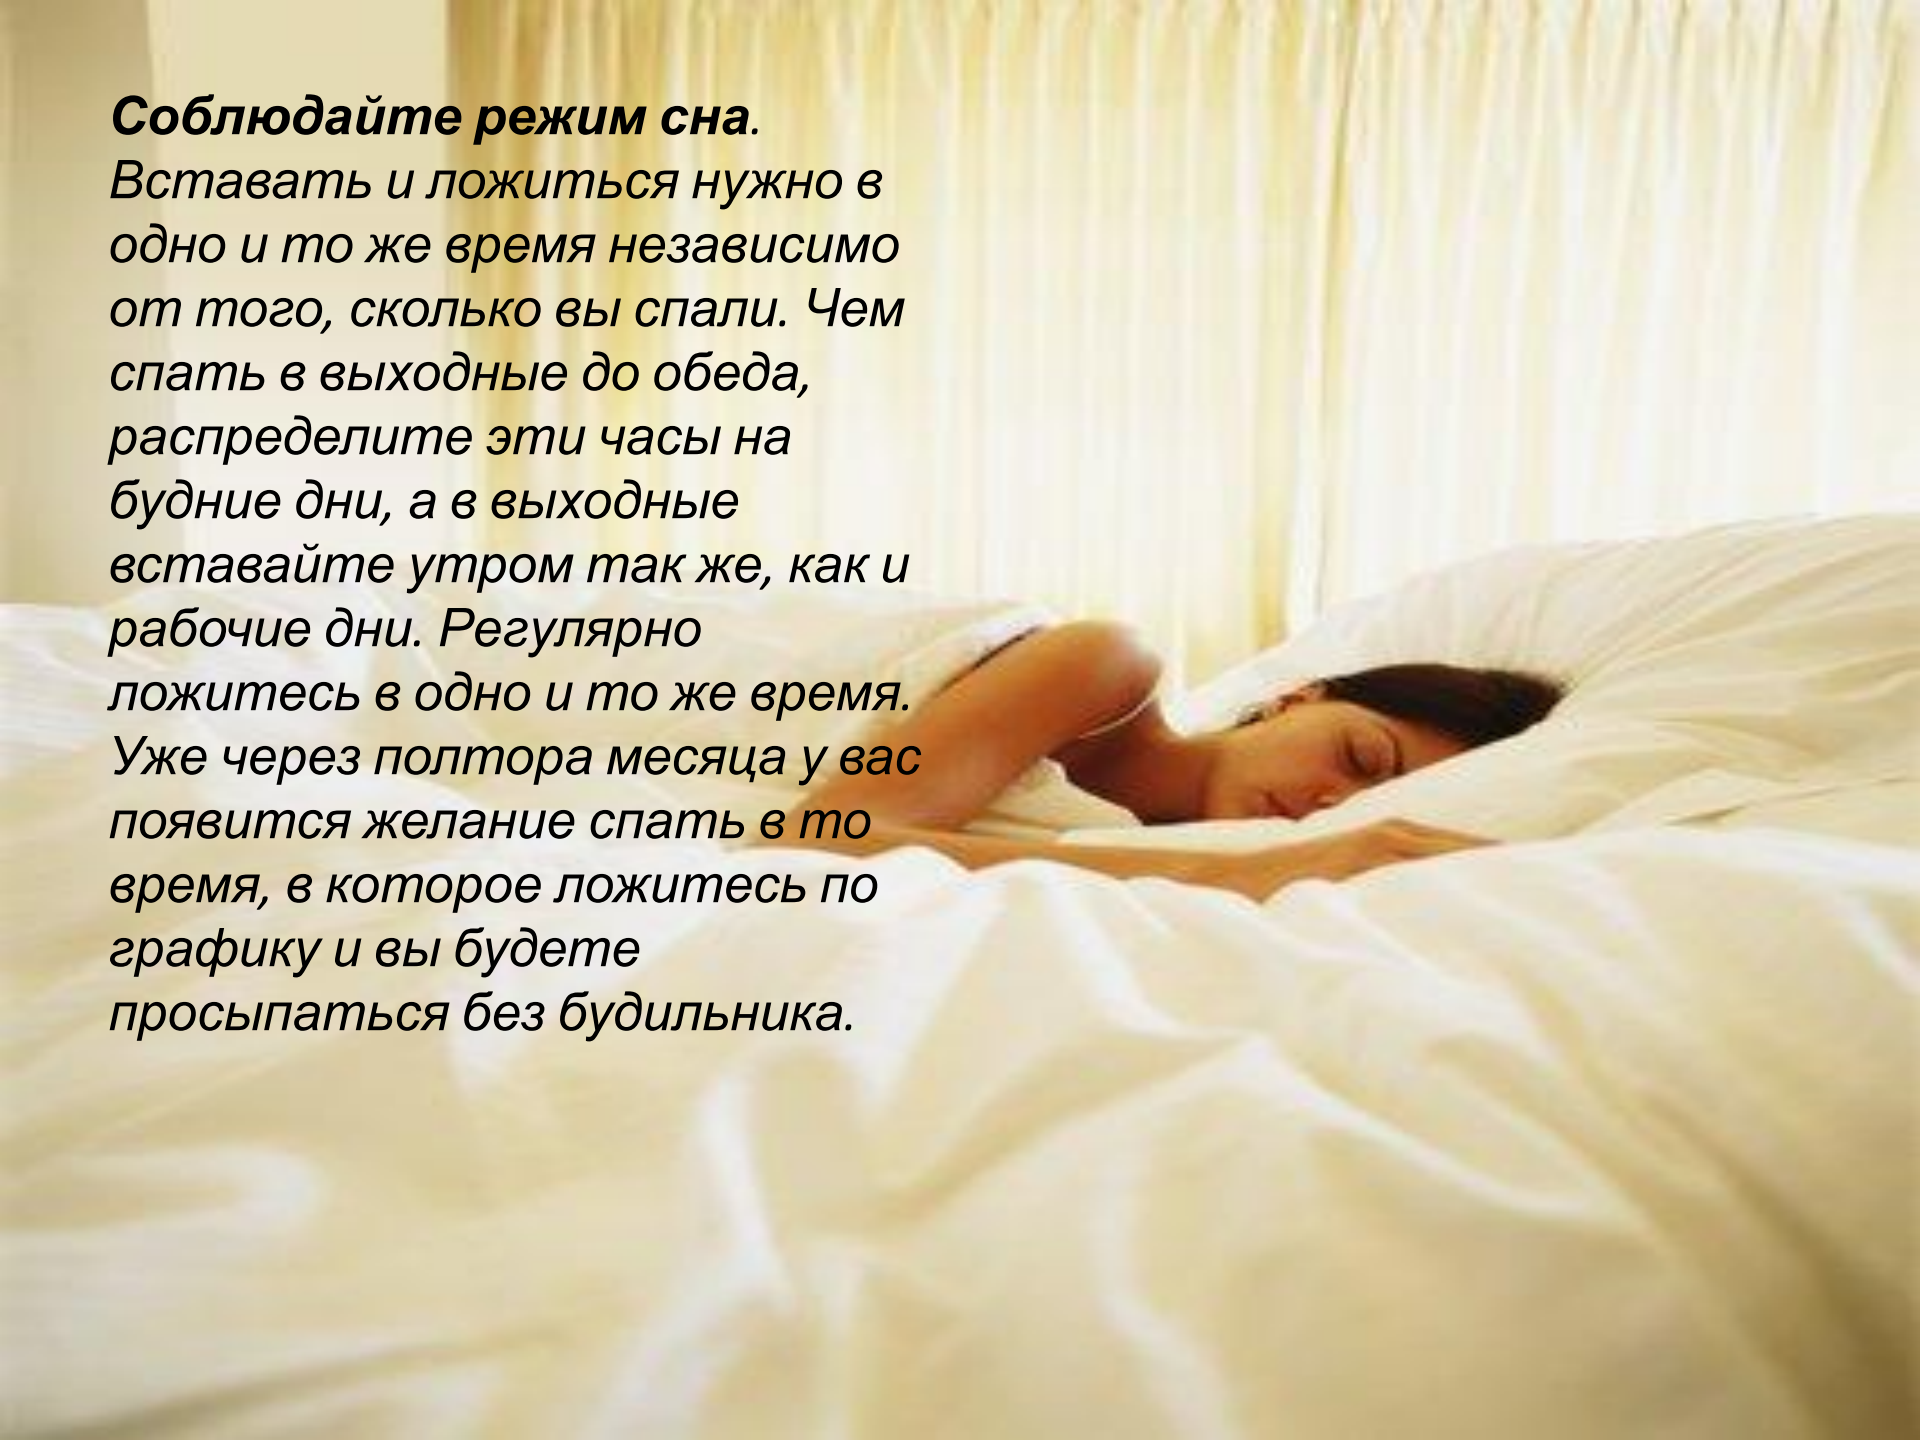 Соблюдайте режим сна.
Вставать и ложиться нужно в
одно и то же время независимо
от того, сколько вы спали. Чем
спать в выходные до обеда,
распределите эти часы на
будние дни, а в выходные
вставайте утром так же, как и
рабочие дни. Регулярно
ложитесь в одно и то же время.
Уже через полтора месяца у вас
появится желание спать в то
время, в которое ложитесь по
графику и вы будете
просыпаться без будильника.